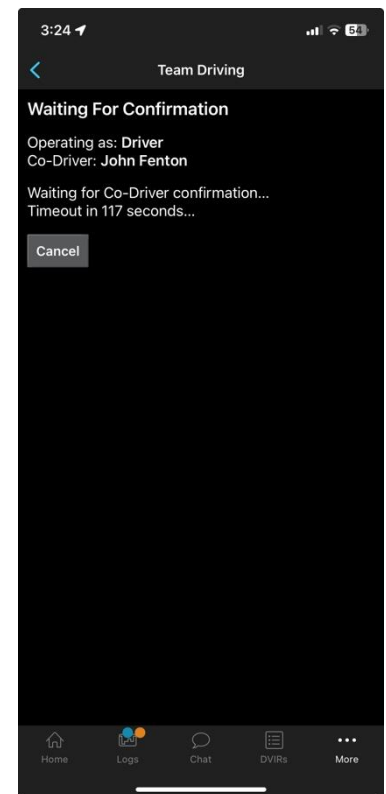 3:24
54
Team Driving
Waiting For Confirmation
Operating as: Driver
Co-Driver: John Fenton
Waiting for Co-Driver confirmation...
Timeout in 117 seconds...
Cancel
Home
Logs
Chat
DVIRs
More